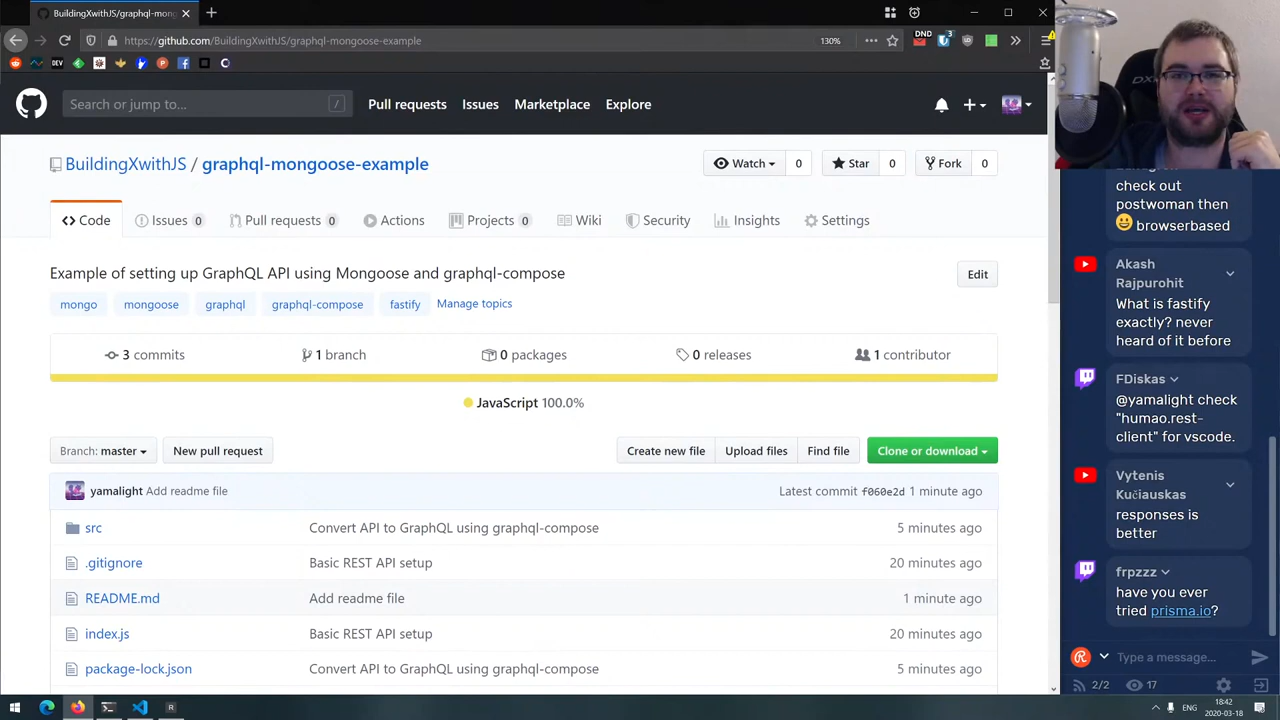 BuildingXwithJS/graphql-mong
https://github.com/BuildingXwithJS/graphql-mongoose-example
130%
DND
3
DEV
Search or jump to...
/
Pull requests
Issues
Marketplace
Explore
BuildingXwithJS / graphql-mongoose-example
Watch
0
Star
0
Fork
0
Code
Issues 0
Pull requests 0
Actions
Projects 0
Wiki
Security
Insights
Settings
Example of setting up GraphQL API using Mongoose and graphql-compose
Edit
mongo
mongoose
graphql
graphql-compose
fastify
Manage topics
3 commits
1 branch
0 packages
0 releases
1 contributor
JavaScript 100.0%
Branch: master
New pull request
Create new file
Upload files
Find file
Clone or download
yamalight Add readme file
Latest commit f060e2d 1 minute ago
src
Convert API to GraphQL using graphql-compose
5 minutes ago
.gitignore
Basic REST API setup
20 minutes ago
README.md
Add readme file
1 minute ago
index.js
Basic REST API setup
20 minutes ago
package-lock.json
Convert API to GraphQL using graphql-compose
5 minutes ago
check out
postwoman then
browserbased
Akash
Rajpurohit
What is fastify
exactly? never
heard of it before
FDiskas
@yamalight check
"humao.rest-
client" for vscode.
Vytenis
Kučiauskas
responses is
better
frpzzz
have you ever
tried prisma.io?
Type a message...
2/2
17
ENG
18:42
2020-03-18